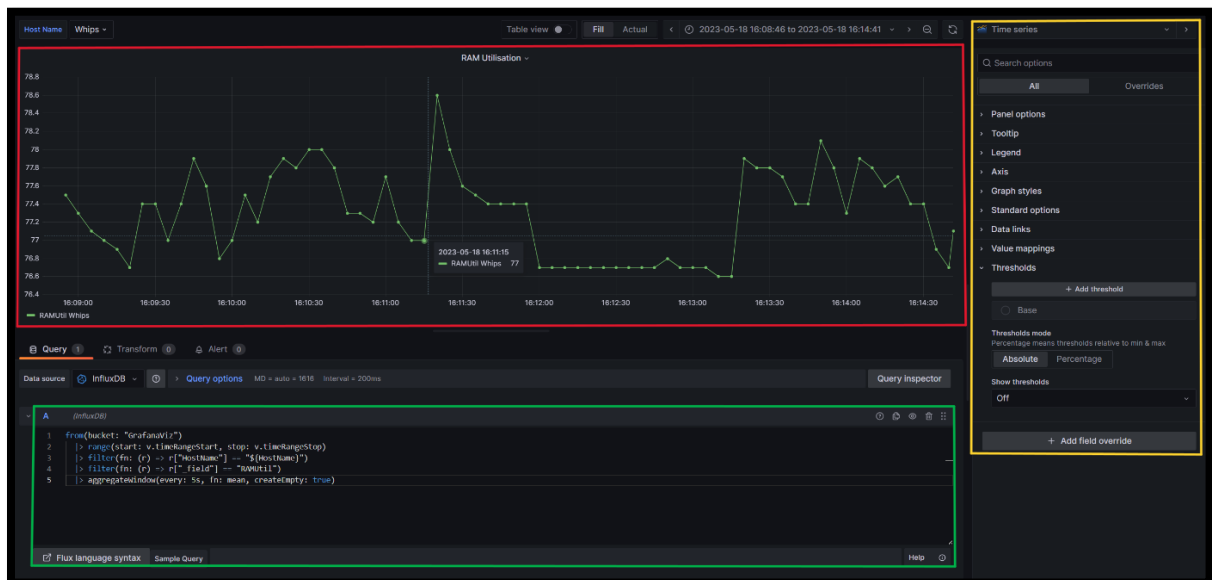 Host Name Whips
Table view Fill Actual 2023-05-18 16:08:46 to 2023-05-18 16:14:41
RAM Utilisation
78.8
78.6
78.4
78.2
78
77.8
77.6
77.4
77.2
77
76.8
76.6
76.4
16:09:00 16:09:30 16:10:00 16:10:30 16:11:00 16:11:30 16:12:00 16:12:30 16:13:00 16:13:30 16:14:00 16:14:30
2023-05-18 16:11:15
RAMUtil Whips 77
RAMUtil Whips
Query 1 Transform 0 Alert 0
Data source InfluxDB Query options MD = auto = 1616 Interval = 200ms Query inspector
A (InfluxDB)
1 from(bucket: "GrafanaViz")
2 |> range(start: v.timeRangeStart, stop: v.timeRangeStop)
3 |> filter(fn: (r) => r["HostName"] == "${HostName}")
4 |> filter(fn: (r) => r["_field"] == "RAMUtil")
5 |> aggregateWindow(every: 5s, fn: mean, createEmpty: true)
Flux language syntax Sample Query Help
Time series
Search options
All Overrides
Panel options
Tooltip
Legend
Axis
Graph styles
Standard options
Data links
Value mappings
Thresholds
+ Add threshold
Base
Thresholds mode
Percentage means thresholds relative to min & max
Absolute Percentage
Show thresholds
Off
+ Add field override